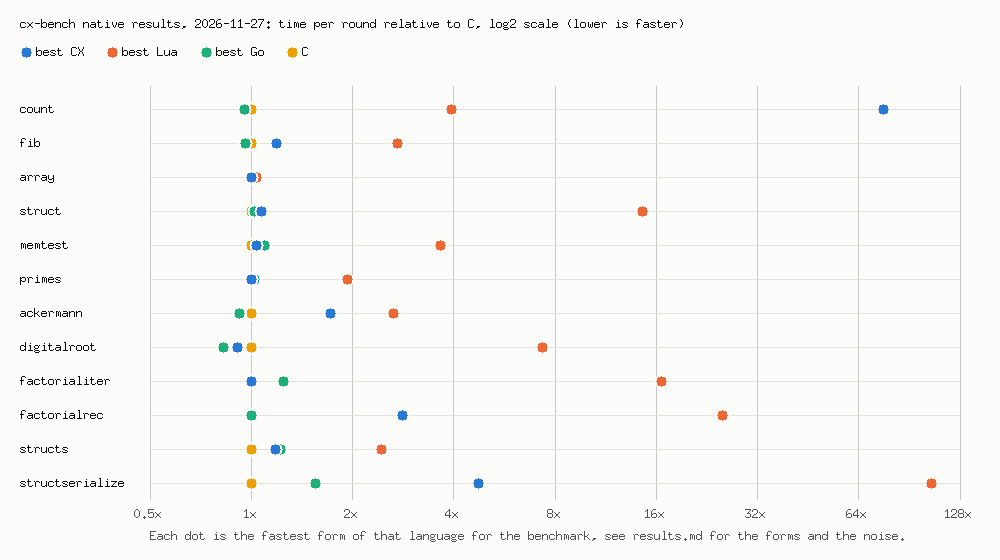 cx-bench native results, 2026-11-27: time per round relative to C, log2 scale (lower is faster)
best CX best Lua best Go C
count
fib
array
struct
memtest
primes
ackermann
digitalroot
factorialiter
factorialrec
structs
structserialize
0.5x 1x 2x 4x 8x 16x 32x 64x 128x
Each dot is the fastest form of that language for the benchmark, see results.md for the forms and the noise.